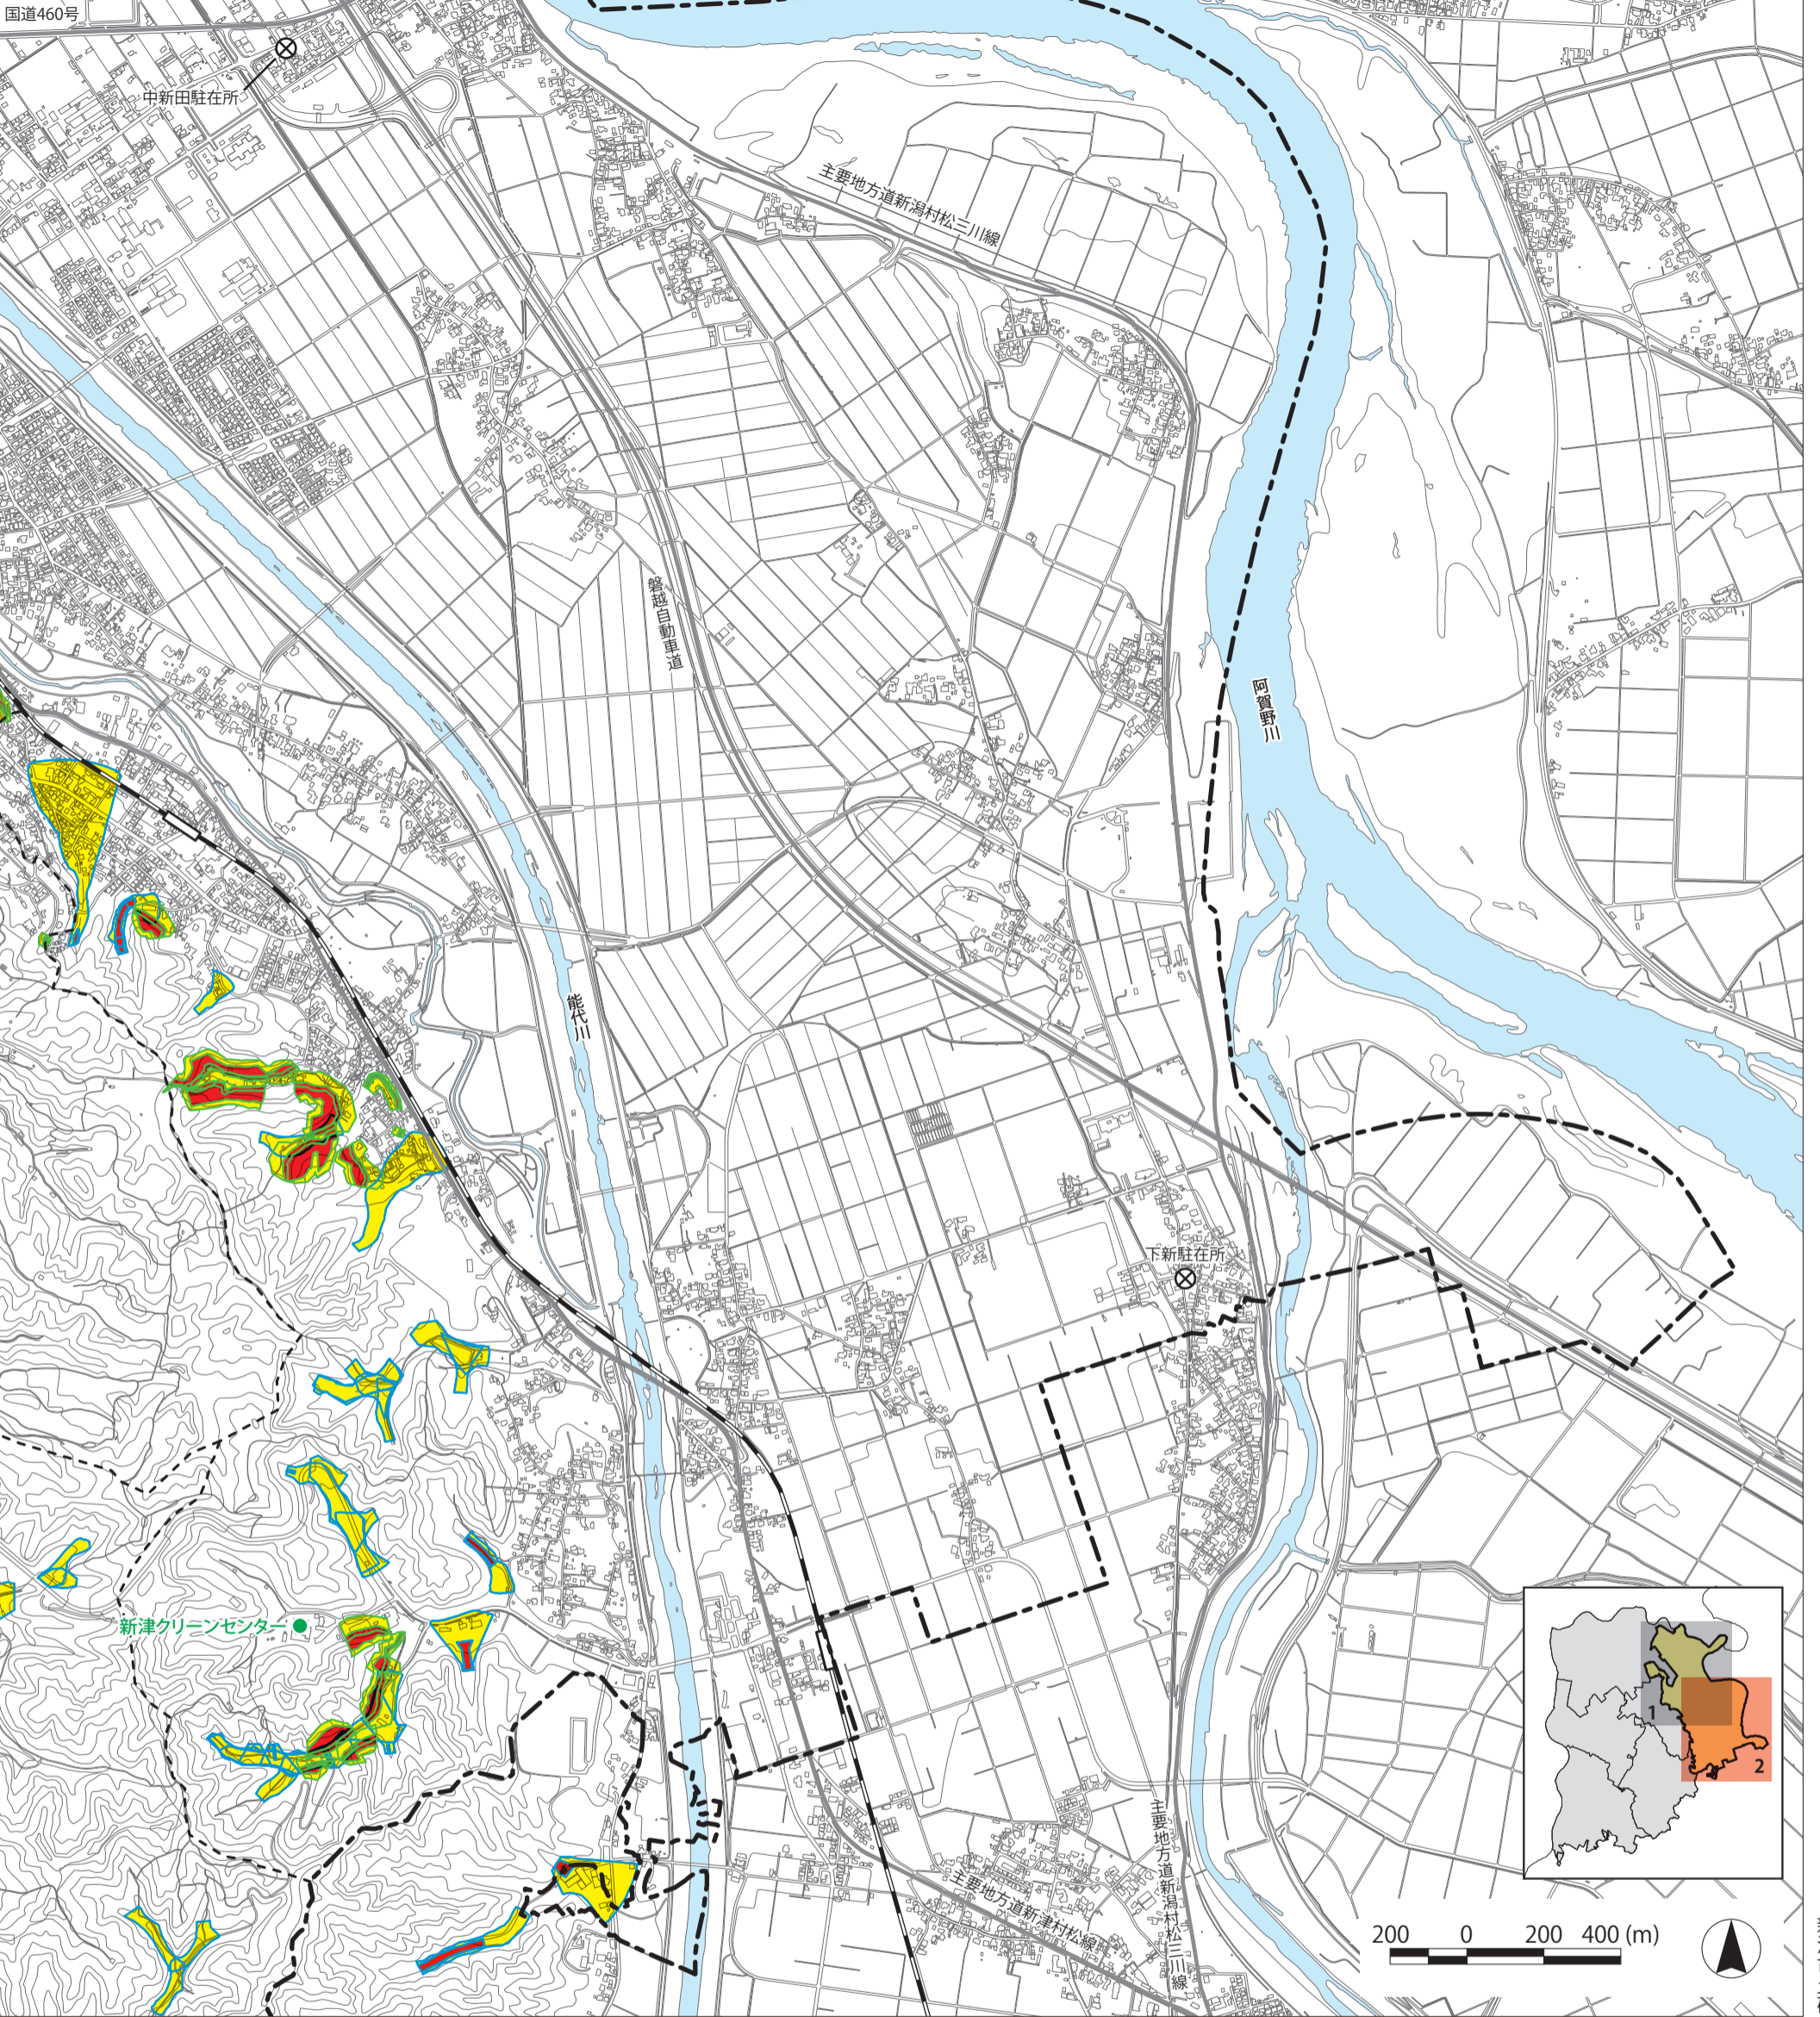 国道460号
中新田駐在所
主要地方道新潟村松三川線
磐越自動車道
阿賀野川
能代川
下新駐在所
新津クリーンセンター
主要地方道新潟村松三川線
主要地方道新津村松線
1
2
200 0 200 400 (m)